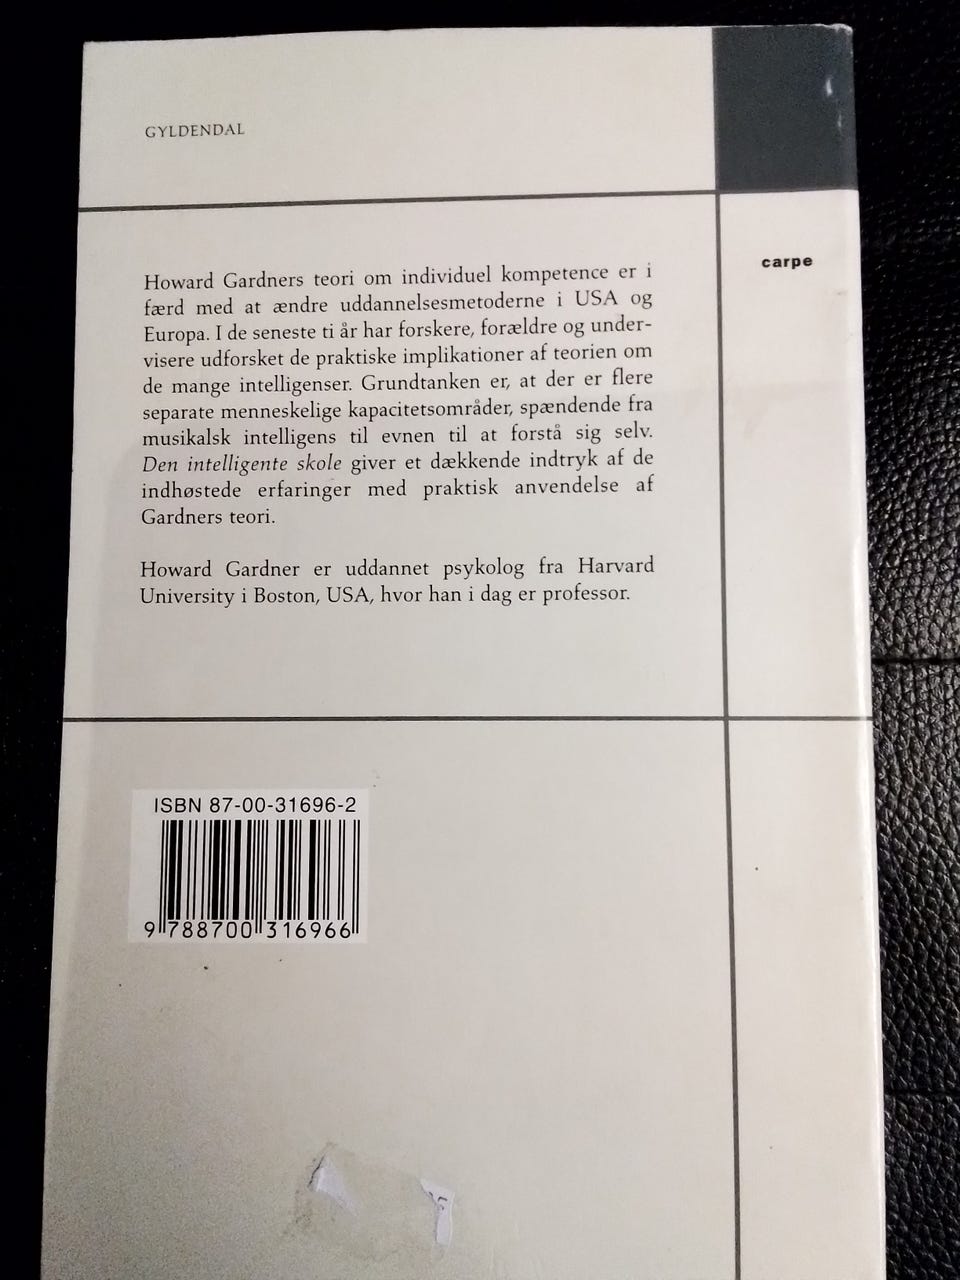 GYLDENDAL
carpe
Howard Gardners teori om individuel kompetence er i
færd med at ændre uddannelsesmetoderne i USA og
Europa. I de seneste ti år har forskere, forældre og under-
visere udforsket de praktiske implikationer af teorien om
de mange intelligenser. Grundtanken er, at der er flere
separate menneskelige kapacitetsområder, spændende fra
musikalsk intelligens til evnen til at forstå sig selv.
Den intelligente skole giver et dækkende indtryk af de
indhøstede erfaringer med praktisk anvendelse af
Gardners teori.
Howard Gardner er uddannet psykolog fra Harvard
University i Boston, USA, hvor han i dag er professor.
ISBN 87-00-31696-2
9 788700 316966